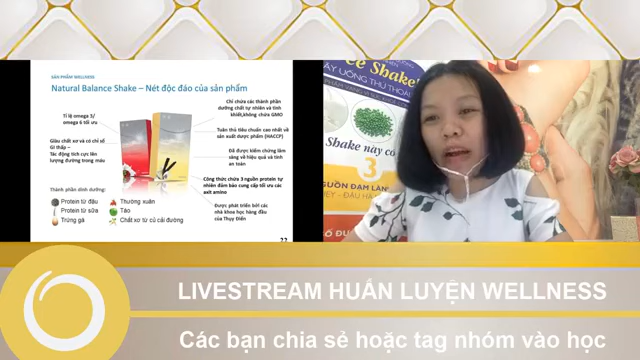 SẢN PHẨM WELLNESS
Natural Balance Shake – Nét độc đáo của sản phẩm
Tỉ lệ omega 3/
omega 6 tối ưu
Giàu chất xơ và có chỉ số
GI thấp –
Tác động tích cực lên
lượng đường trong máu
Chỉ chứa các thành phần
dưỡng chất tự nhiên và tinh
khiết,không chứa GMO
Tuân thủ tiêu chuẩn cao nhất về
sản xuất dược phẩm (HACCP)
Đã được kiểm chứng lâm
sàng về hiệu quả và tính
an toàn
Công thức chứa 3 nguồn protein tự
nhiên đảm bảo cung cấp tối ưu các
axit amino
Được phát triển bởi các
nhà khoa học hàng đầu
của Thụy Điển
Thành phần dinh dưỡng:
Protein từ đậu
Protein từ sữa
Trứng gà
Thường xuân
Táo
Chất xơ từ củ cải đường
22
Shake
Shake này có
3
NGUỒN ĐẠM
LIVESTREAM HUẤN LUYỆN WELLNESS
Các bạn chia sẻ hoặc tag nhóm vào học